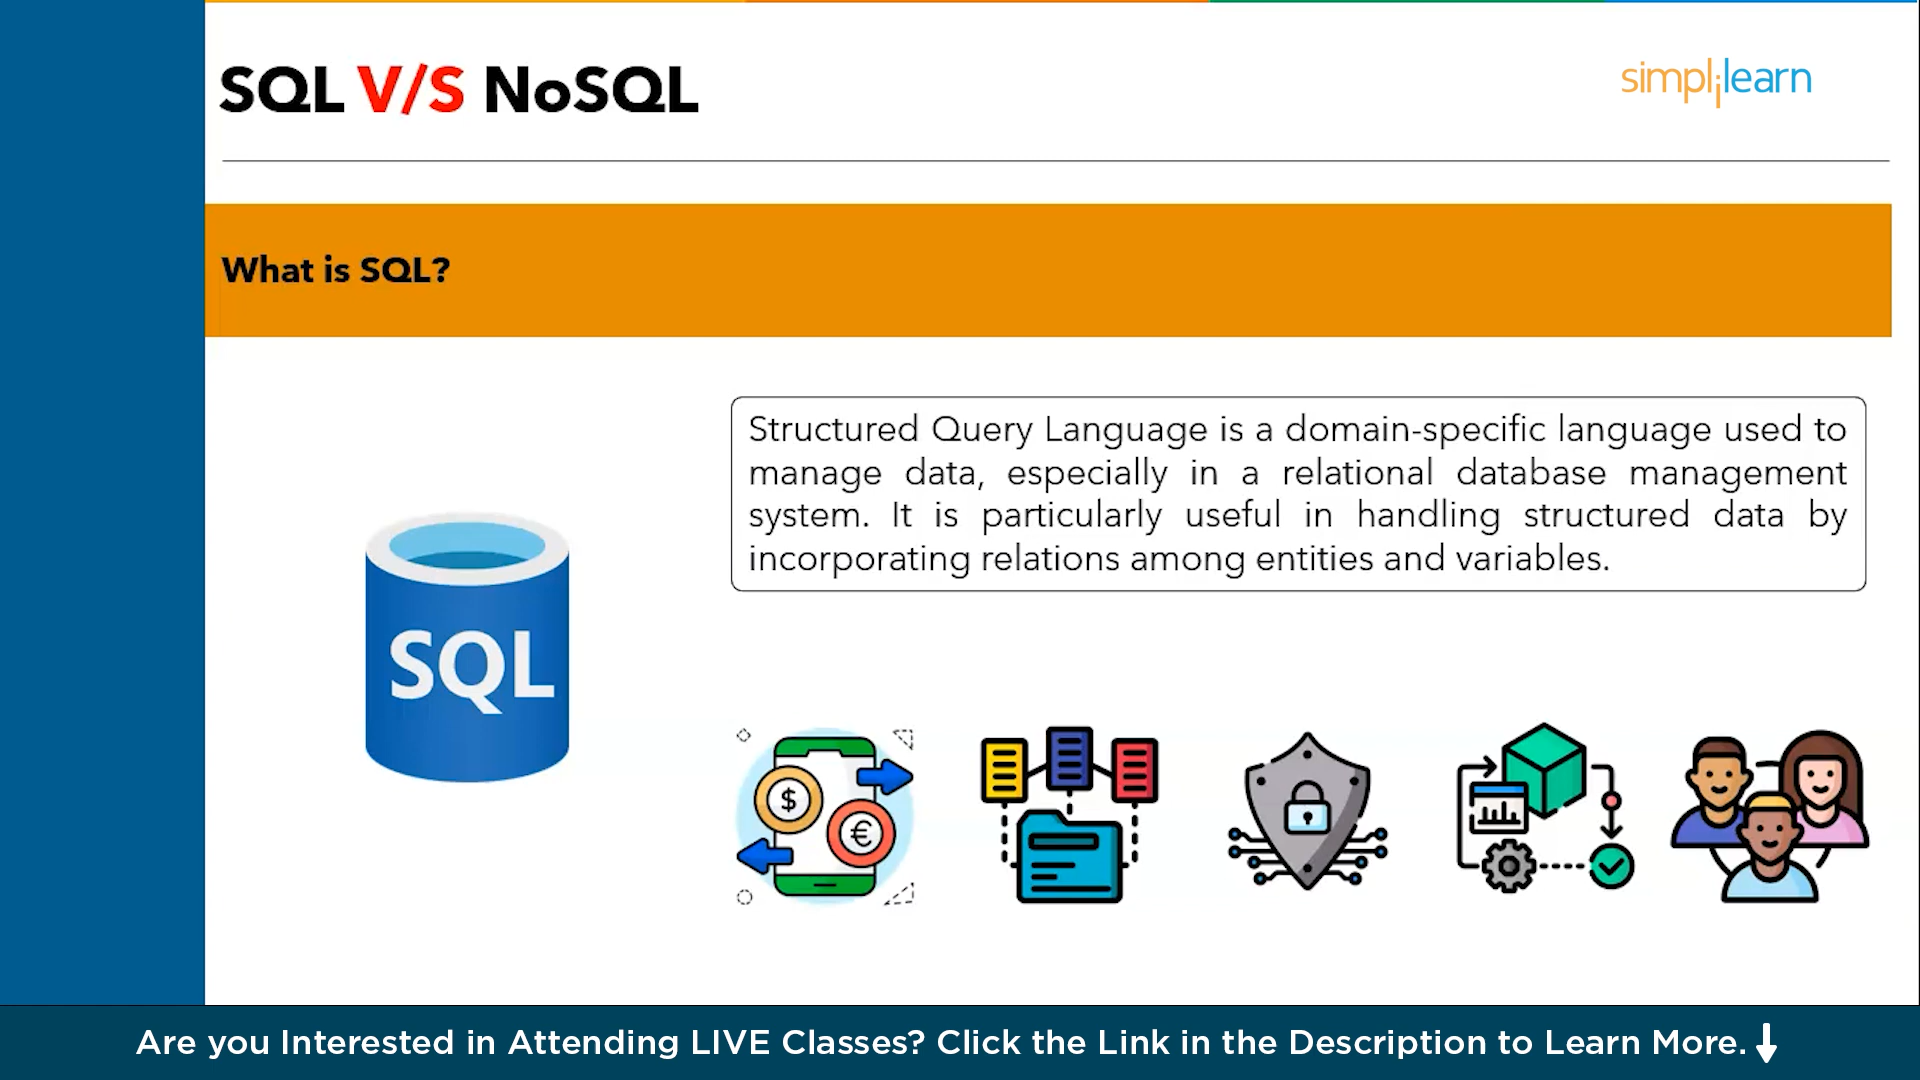 SQL V/S NoSQL
simplilearn
What is SQL?
Structured Query Language is a domain-specific language used to
manage data, especially in a relational database management
system. It is particularly useful in handling structured data by
incorporating relations among entities and variables.
SQL
$
€
Are you Interested in Attending LIVE Classes? Click the Link in the Description to Learn More.